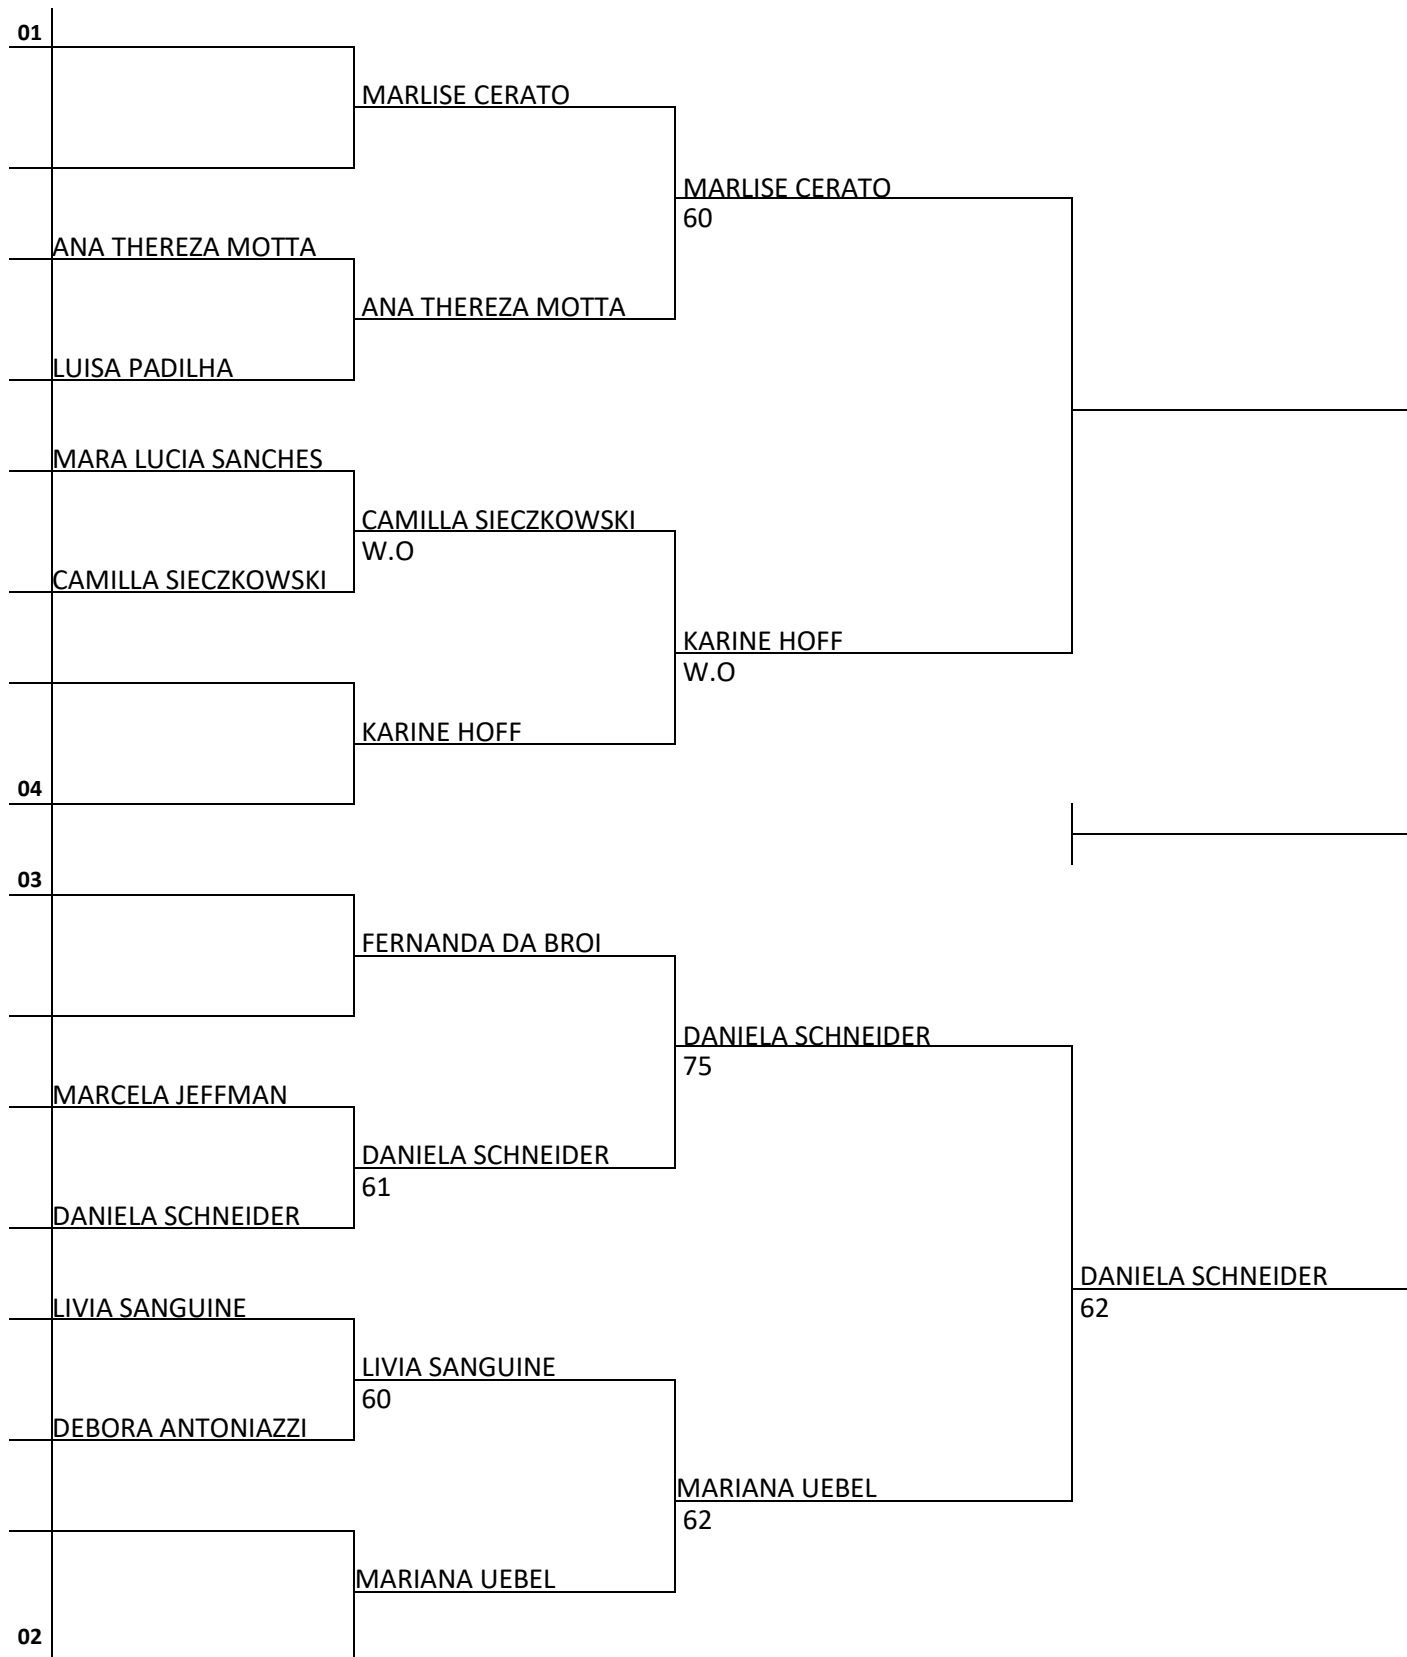 01
MARLISE CERATO
MARLISE CERATO
60
ANA THEREZA MOTTA
ANA THEREZA MOTTA
LUISA PADILHA
MARA LUCIA SANCHES
CAMILLA SIECZKOWSKI
W.O
CAMILLA SIECZKOWSKI
KARINE HOFF
W.O
KARINE HOFF
04
03
FERNANDA DA BROI
DANIELA SCHNEIDER
75
MARCELA JEFFMAN
DANIELA SCHNEIDER
61
DANIELA SCHNEIDER
DANIELA SCHNEIDER
62
LIVIA SANGUINE
LIVIA SANGUINE
60
DEBORA ANTONIAZZI
MARIANA UEBEL
62
MARIANA UEBEL
02